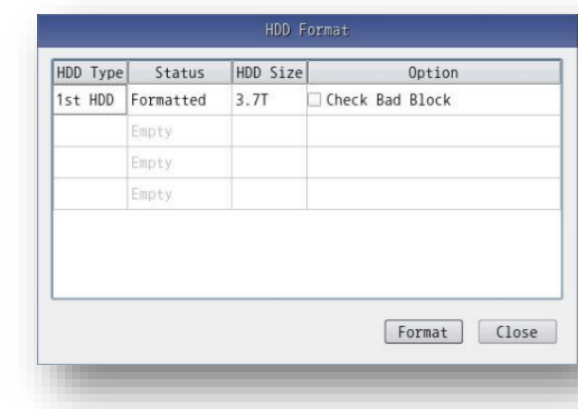 HDD Format
HDD Type Status HDD Size Option
1st HDD Formatted 3.7T Check Bad Block
Empty
Empty
Empty
Format Close